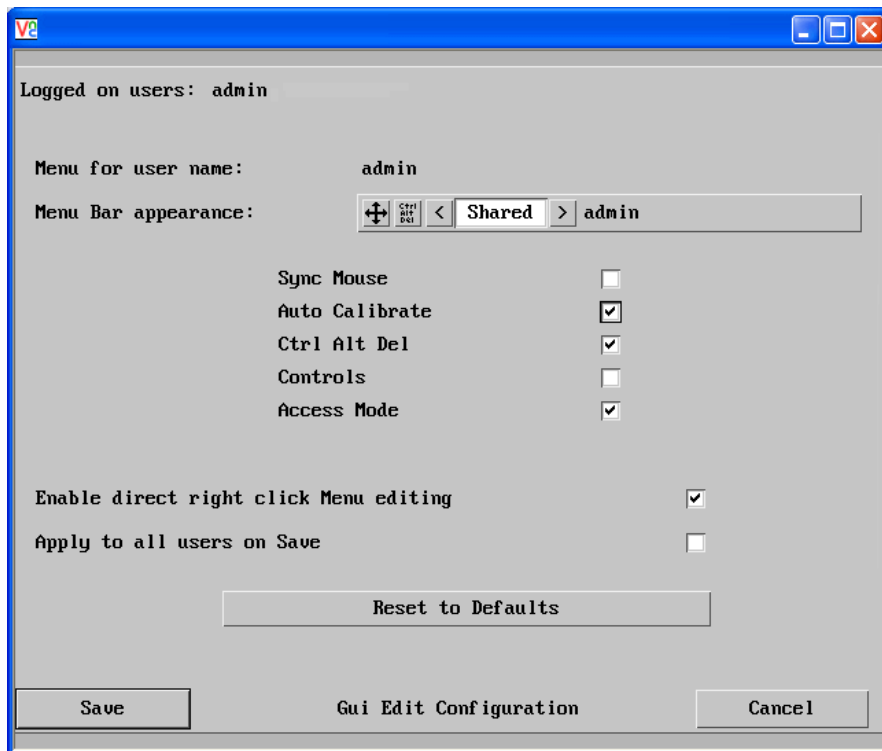 VNC
Logged on users: admin
Menu for user name: admin
Menu Bar appearance: Ctrl Alt Del < Shared > admin
Sync Mouse
Auto Calibrate
Ctrl Alt Del
Controls
Access Mode
Enable direct right click Menu editing
Apply to all users on Save
Reset to Defaults
Save Gui Edit Configuration Cancel